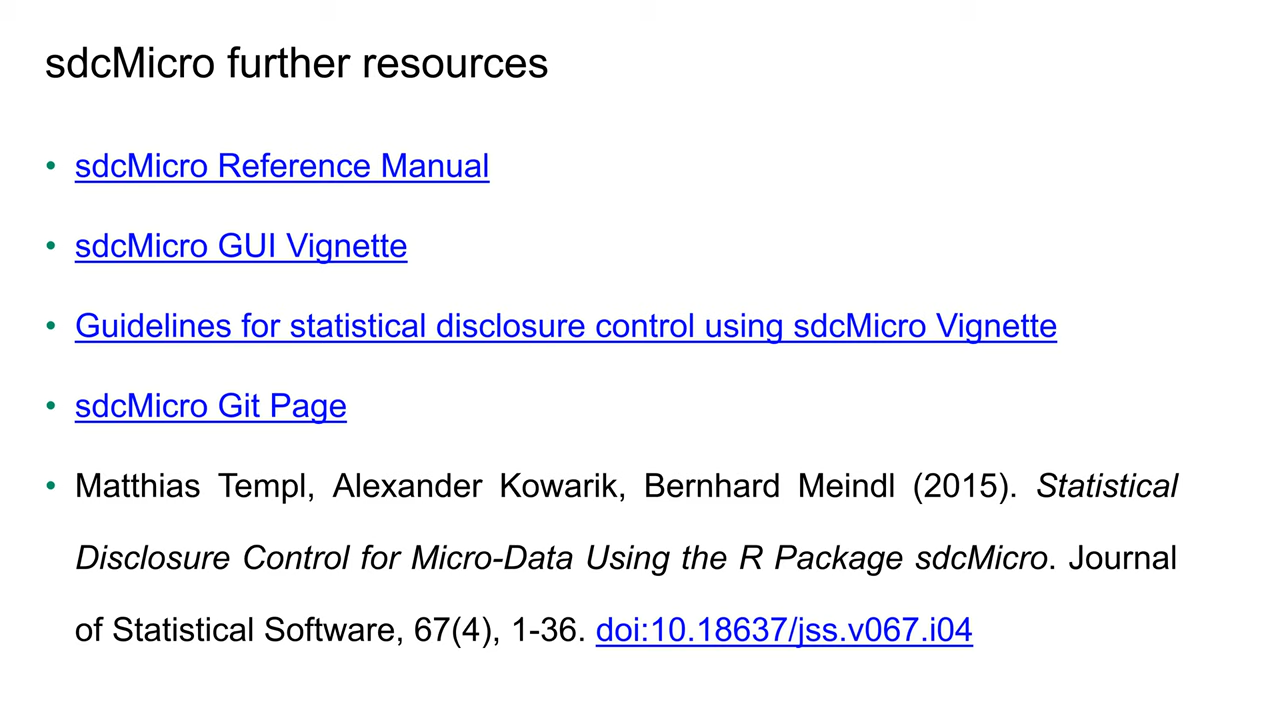 sdcMicro further resources
• sdcMicro Reference Manual
• sdcMicro GUI Vignette
• Guidelines for statistical disclosure control using sdcMicro Vignette
• sdcMicro Git Page
• Matthias Templ, Alexander Kowarik, Bernhard Meindl (2015). Statistical
Disclosure Control for Micro-Data Using the R Package sdcMicro. Journal
of Statistical Software, 67(4), 1-36. doi:10.18637/jss.v067.i04